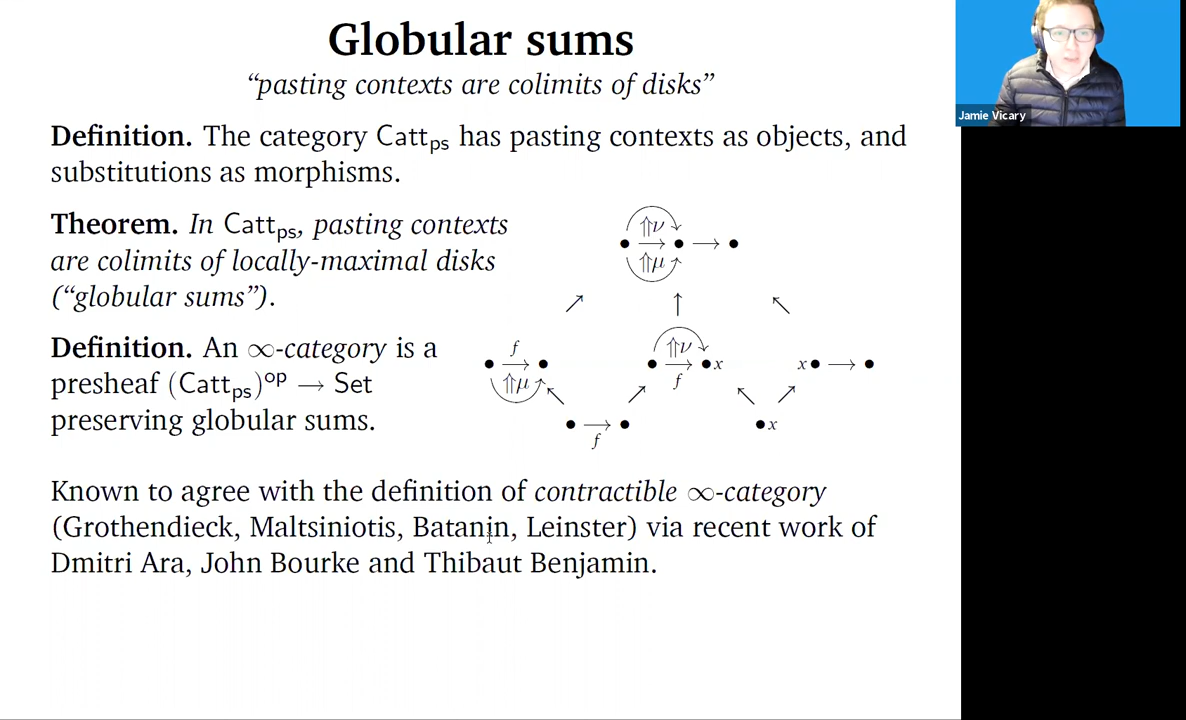 Globular sums
“pasting contexts are colimits of disks”
Jamie Vicary
Definition. The category Catt_ps has pasting contexts as objects, and
substitutions as morphisms.
Theorem. In Catt_ps, pasting contexts
are colimits of locally-maximal disks
(“globular sums”).
Definition. An ∞-category is a
presheaf (Catt_ps)^op → Set
preserving globular sums.
⇑ν
• → • → •
⇑μ
↗ ↑ ↖
f ⇑ν
• → • • → • x x • → •
⇑μ f
↖ ↗ ↖ ↗
• → • • x
f
Known to agree with the definition of contractible ∞-category
(Grothendieck, Maltsiniotis, Batanin, Leinster) via recent work of
Dmitri Ara, John Bourke and Thibaut Benjamin.